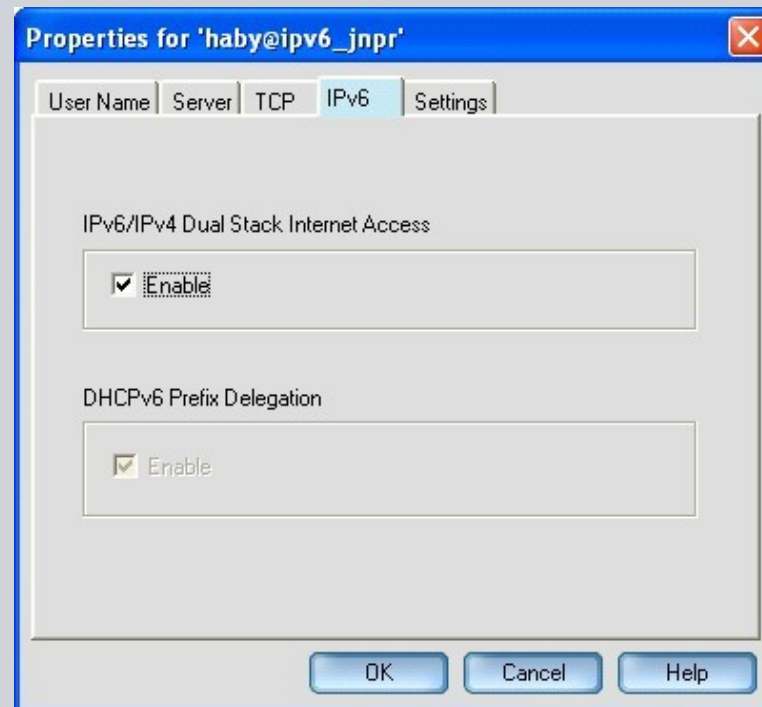 Properties for 'haby@ipv6_jnpr'
User Name Server TCP IPv6 Settings
IPv6/IPv4 Dual Stack Internet Access
Enable
DHCPv6 Prefix Delegation
Enable
OK Cancel Help